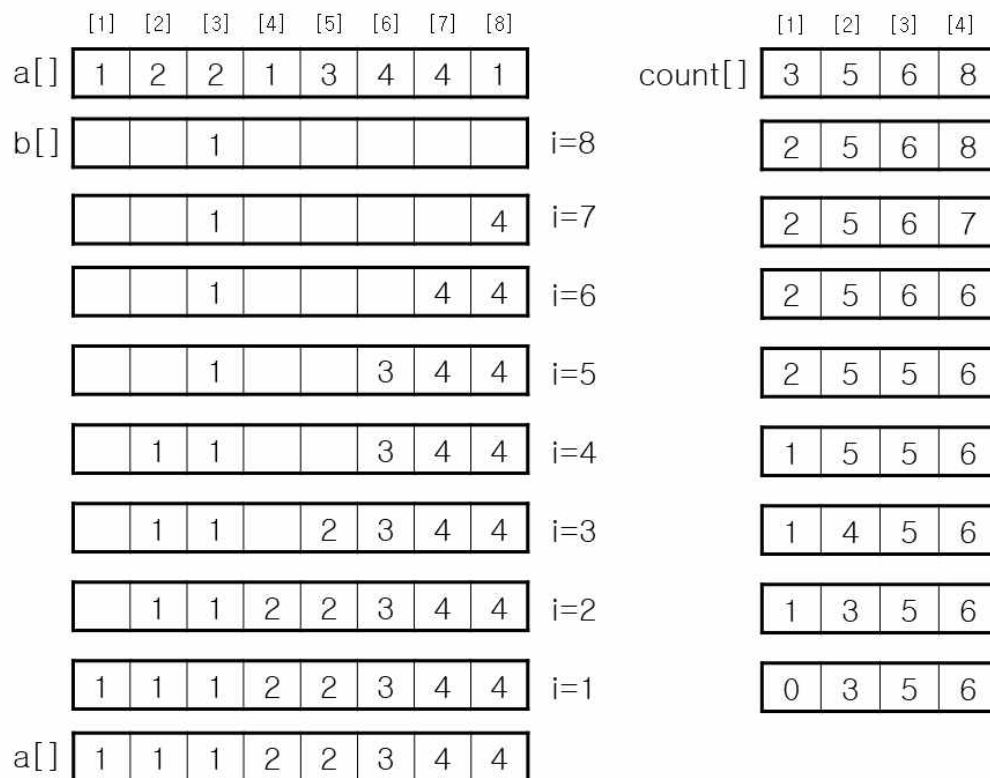 [1] [2] [3] [4] [5] [6] [7] [8] [1] [2] [3] [4]
a[] 1 2 2 1 3 4 4 1 count[] 3 5 6 8
b[] 1 i=8 2 5 6 8
1 4 i=7 2 5 6 7
1 4 4 i=6 2 5 6 6
1 3 4 4 i=5 2 5 5 6
1 1 3 4 4 i=4 1 5 5 6
1 1 2 3 4 4 i=3 1 4 5 6
1 1 2 2 3 4 4 i=2 1 3 5 6
1 1 1 2 2 3 4 4 i=1 0 3 5 6
a[] 1 1 1 2 2 3 4 4